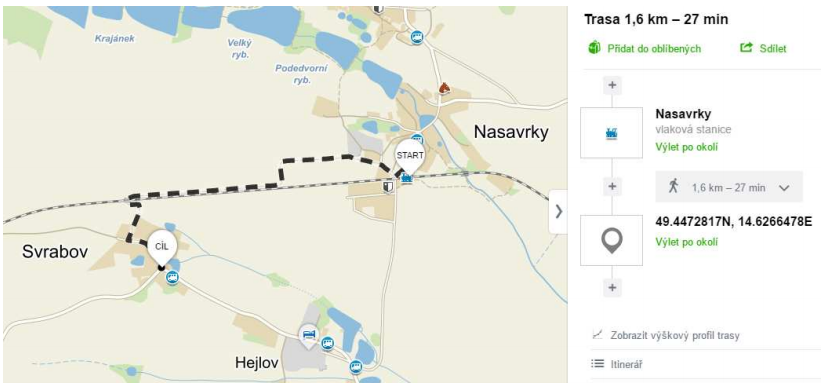 Krajánek
Velký
ryb.
Podedvorní
ryb.
Nasavrky
START
Svrabov
CÍL
Hejlov
Trasa 1,6 km – 27 min
Přidat do oblíbených
Sdílet
+
Nasavrky
vlaková stanice
Výlet po okolí
+
1,6 km – 27 min
49.4472817N, 14.6266478E
Výlet po okolí
+
Zobrazit výškový profil trasy
Itinerář